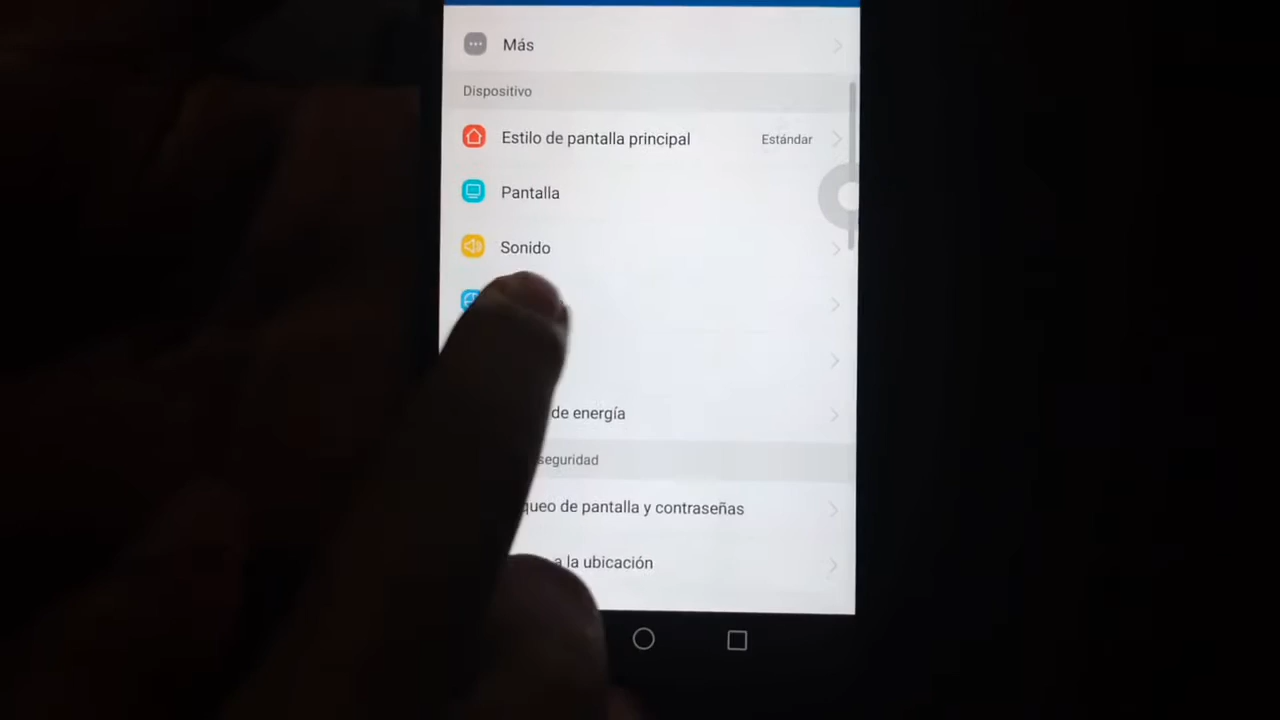 Más
Dispositivo
Estilo de pantalla principal Estándar
Pantalla
Sonido
de energía
seguridad
queo de pantalla y contraseñas
a la ubicación